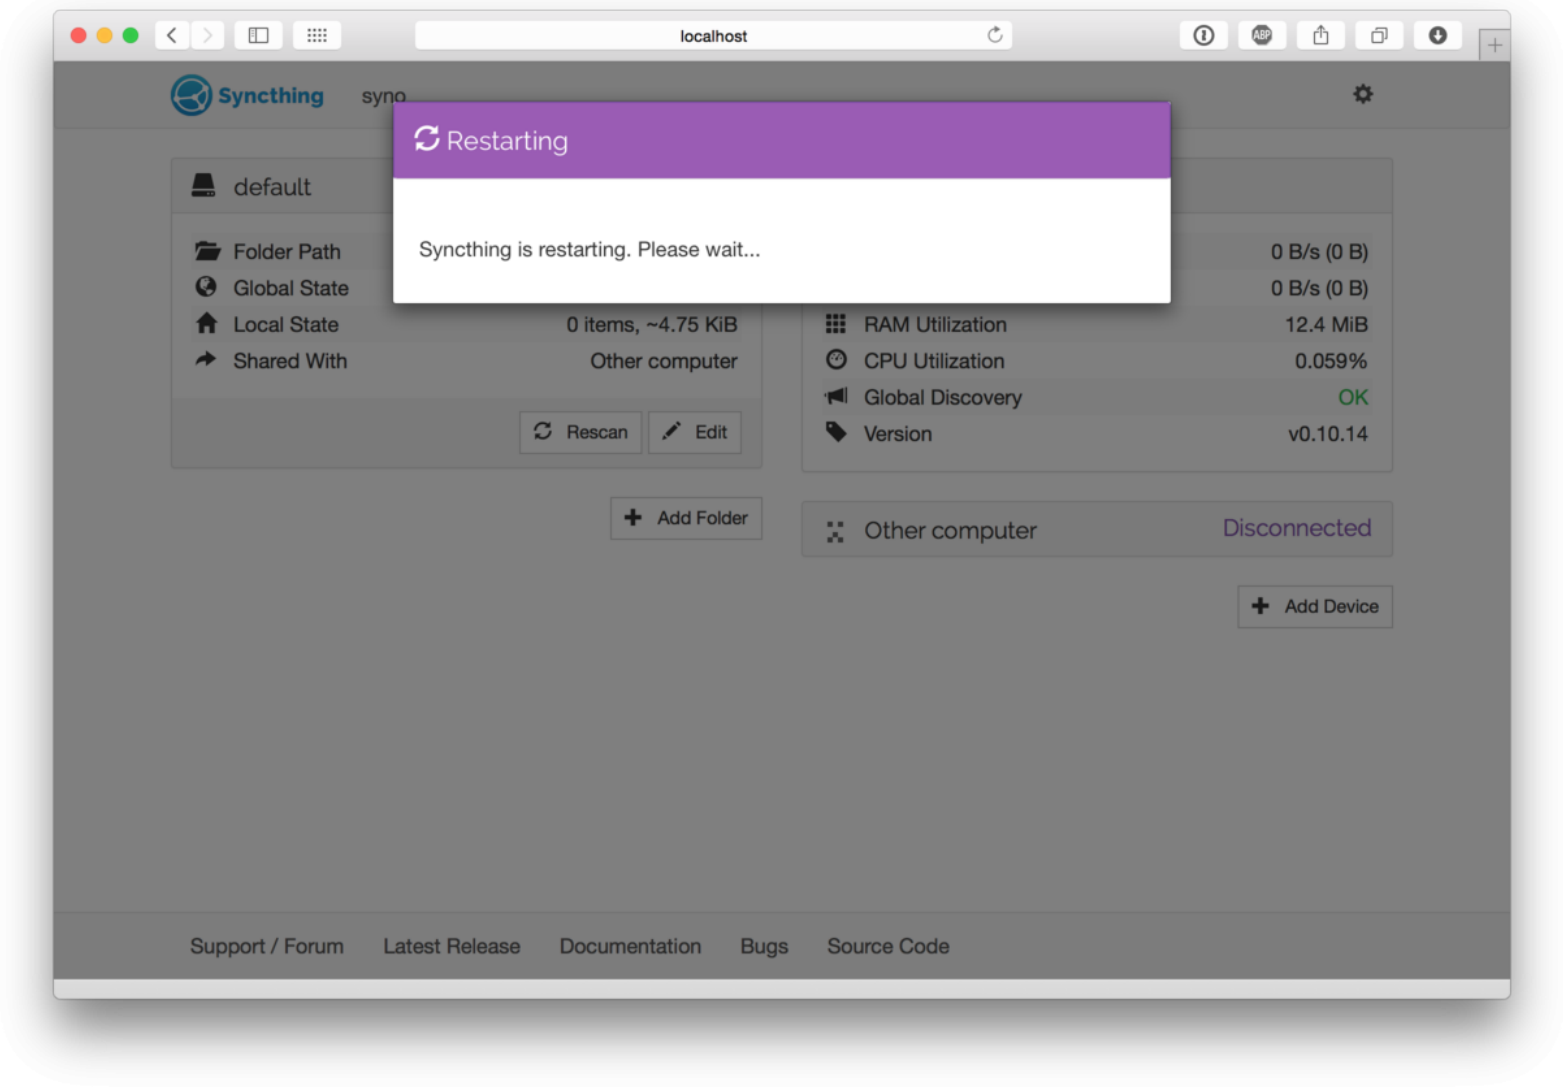 localhost
ABP
Syncthing syno
Restarting
Syncthing is restarting. Please wait...
default
Folder Path
Global State
Local State 0 items, ~4.75 KiB
Shared With Other computer
Rescan Edit
Add Folder
0 B/s (0 B)
0 B/s (0 B)
RAM Utilization 12.4 MiB
CPU Utilization 0.059%
Global Discovery OK
Version v0.10.14
Other computer Disconnected
Add Device
Support / Forum Latest Release Documentation Bugs Source Code